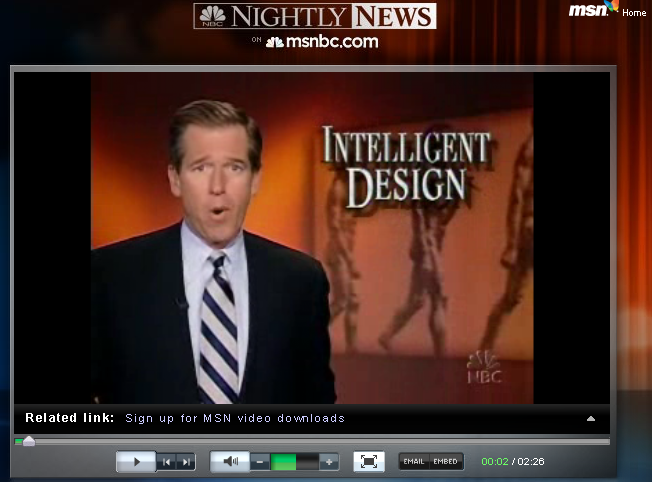 NIGHTLY NEWS
ON msnbc.com
msn
Home
INTELLIGENT
DESIGN
NBC
Related link: Sign up for MSN video downloads
EMAIL EMBED 00:02 / 02:26